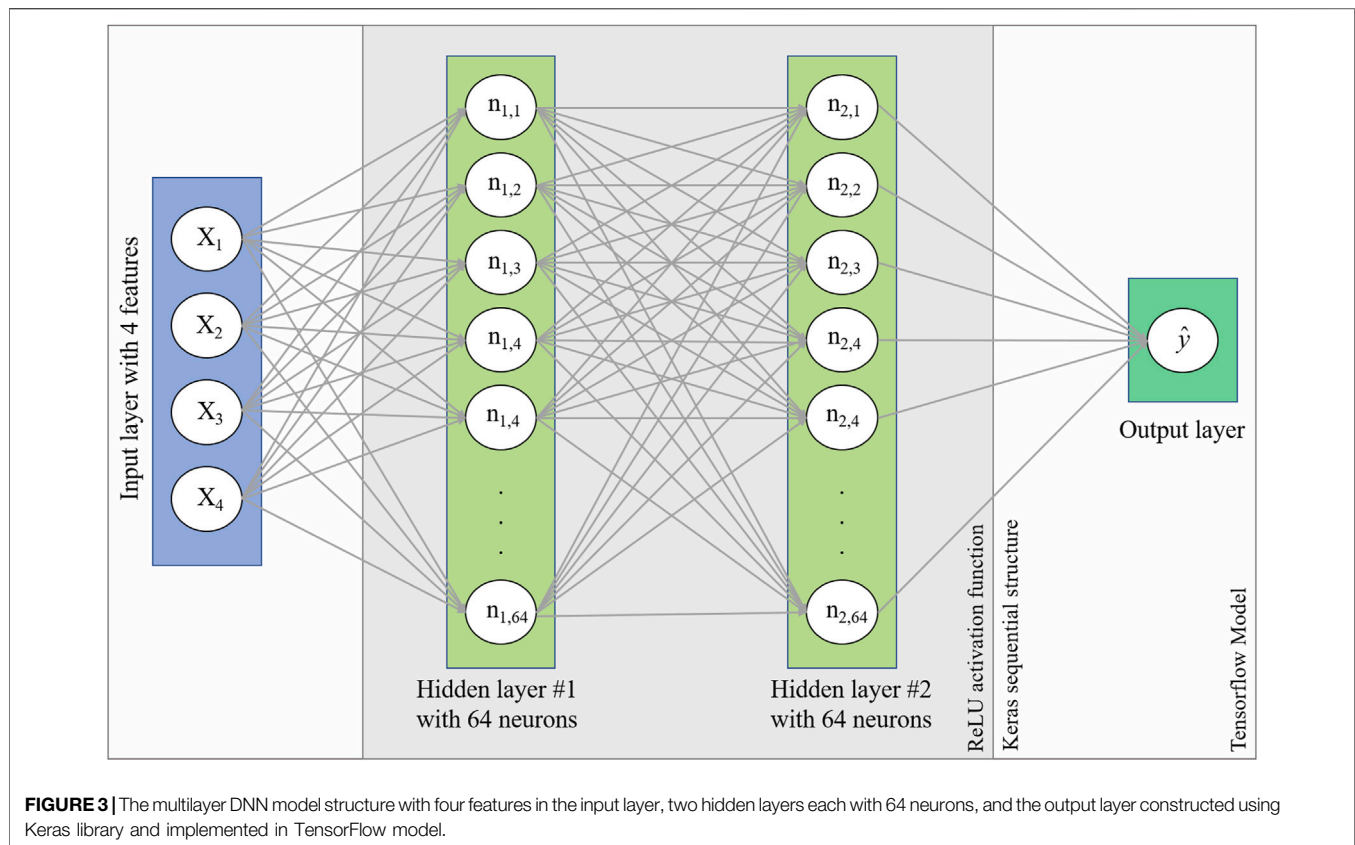 Input layer with 4 features
X1
X2
X3
X4
n1,1
n1,2
n1,3
n1,4
n1,4
.
.
.
n1,64
Hidden layer #1
with 64 neurons
n2,1
n2,2
n2,3
n2,4
n2,4
.
.
.
n2,64
Hidden layer #2
with 64 neurons
ReLU activation function
Keras sequential structure
ŷ
Output layer
Tensorflow Model
FIGURE 3 | The multilayer DNN model structure with four features in the input layer, two hidden layers each with 64 neurons, and the output layer constructed using
Keras library and implemented in TensorFlow model.